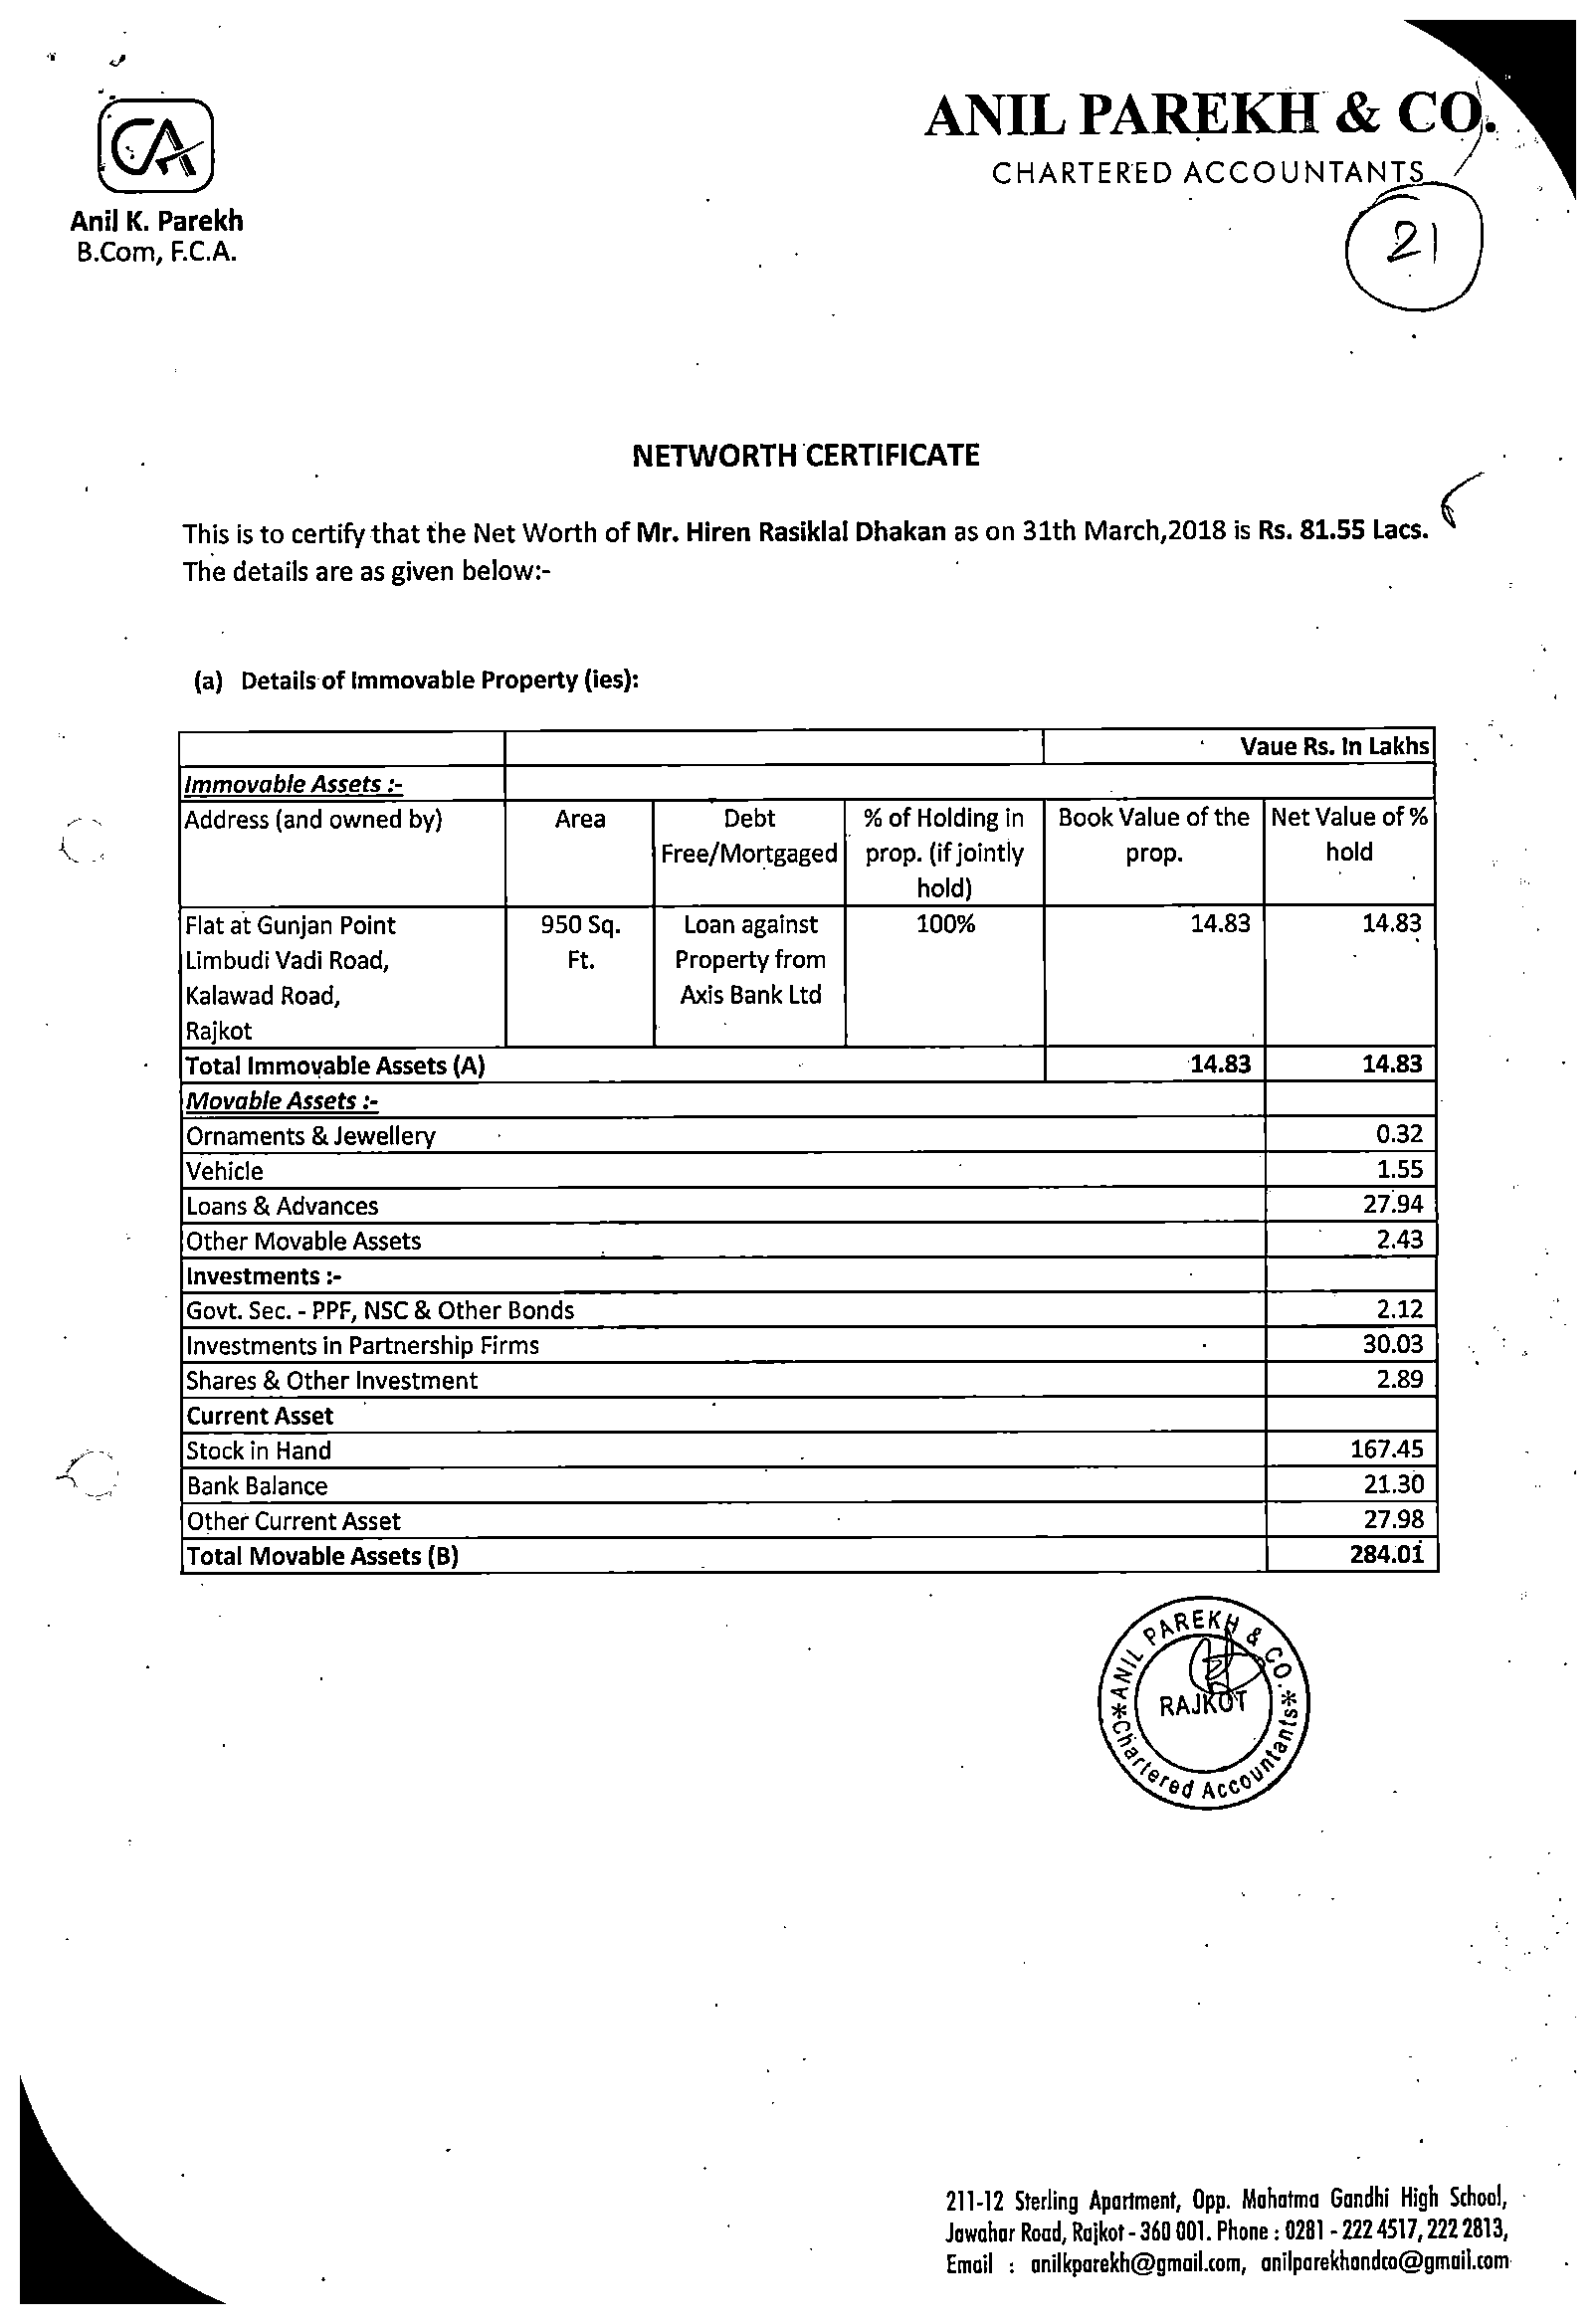 CA
ANIL PAREKH & CO.
CHARTERED ACCOUNTANTS
Anil K. Parekh
B.Com, F.C.A.
21
NETWORTH CERTIFICATE
This is to certify that the Net Worth of Mr. Hiren Rasiklal Dhakan as on 31th March,2018 is Rs. 81.55 Lacs.
The details are as given below:-
(a) Details of Immovable Property (ies):
Vaue Rs. In Lakhs
Immovable Assets :-
Address (and owned by) Area Debt Free/Mortgaged % of Holding in prop. (if jointly hold) Book Value of the prop. Net Value of % hold
Flat at Gunjan Point 950 Sq. Loan against 100% 14.83 14.83
Limbudi Vadi Road, Ft. Property from
Kalawad Road, Axis Bank Ltd
Rajkot
Total Immovable Assets (A) 14.83 14.83
Movable Assets :-
Ornaments & Jewellery 0.32
Vehicle 1.55
Loans & Advances 27.94
Other Movable Assets 2.43
Investments :-
Govt. Sec. - PPF, NSC & Other Bonds 2.12
Investments in Partnership Firms 30.03
Shares & Other Investment 2.89
Current Asset
Stock in Hand 167.45
Bank Balance 21.30
Other Current Asset 27.98
Total Movable Assets (B) 284.01
ANIL PAREKH & CO.
RAJKOT
*Chartered Accountants*
211-12 Sterling Apartment, Opp. Mahatma Gandhi High School,
Jawahar Road, Rajkot - 360 001. Phone : 0281 - 222 4517, 222 2813,
Email : anilkparekh@gmail.com, anilparekhandco@gmail.com